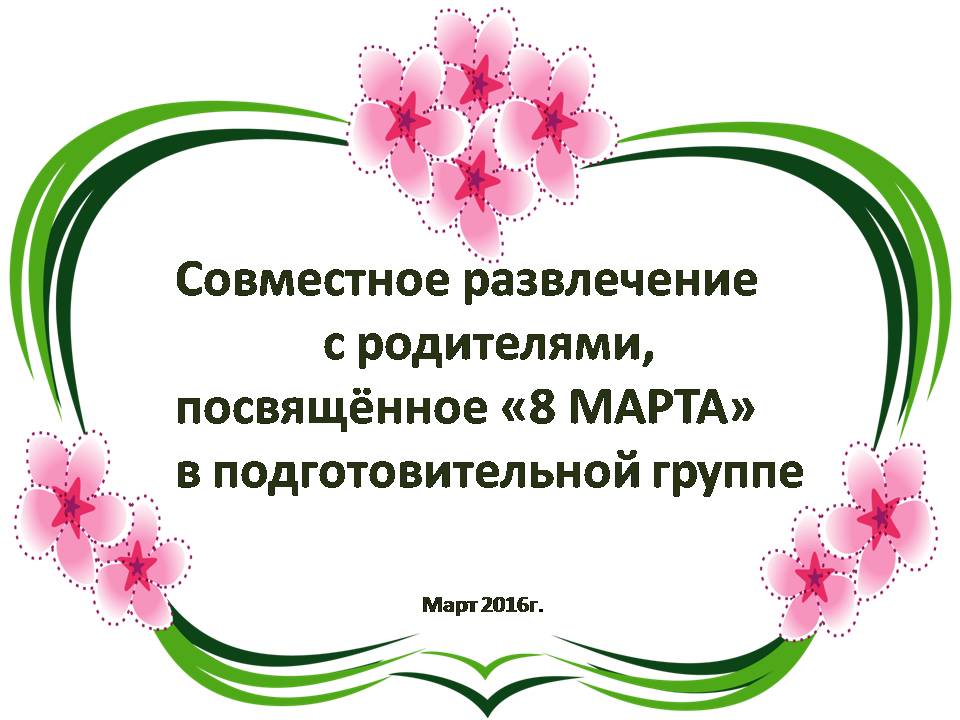 Совместное развлечение
с родителями,
посвящённое «8 МАРТА»
в подготовительной группе
Март 2016г.